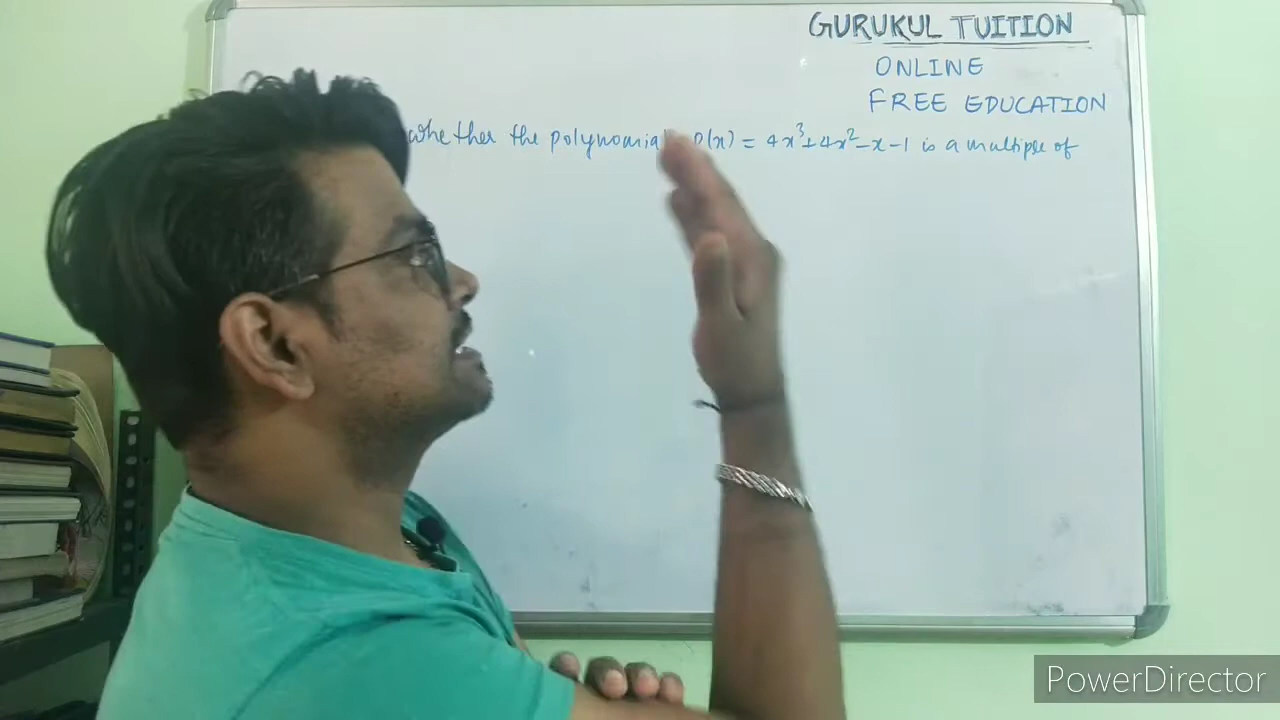 GURUKUL TUITION
ONLINE
FREE EDUCATION
whether the polynomial P(x) = 4x³+4x²-x-1 is a multiple of
PowerDirector